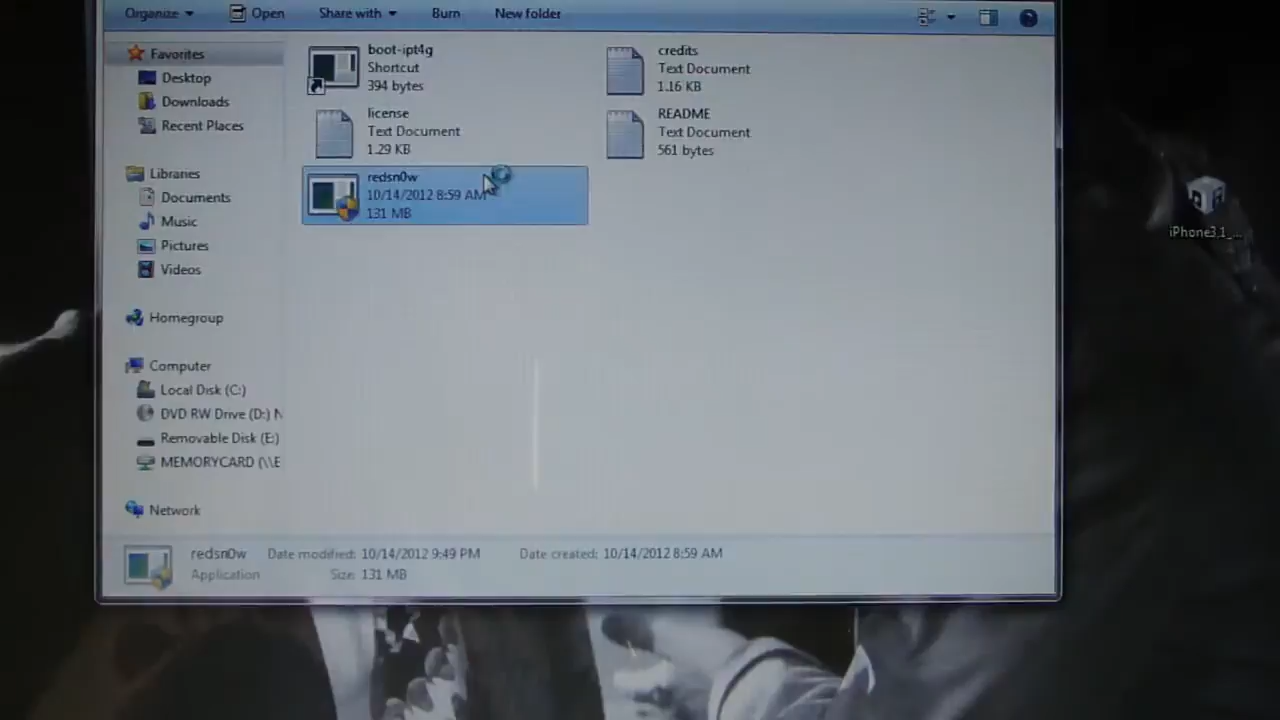 Organize Open Share with Burn New folder
Favorites
Desktop
Downloads
Recent Places
Libraries
Documents
Music
Pictures
Videos
Homegroup
Computer
Local Disk (C:)
DVD RW Drive (D:) N
Removable Disk (E:)
MEMORYCARD (\\E
Network
boot-ipt4g
Shortcut
394 bytes
credits
Text Document
1.16 KB
license
Text Document
1.29 KB
README
Text Document
561 bytes
redsn0w
10/14/2012 8:59 AM
131 MB
iPhone3,1_...
redsn0w Date modified: 10/14/2012 9:49 PM Date created: 10/14/2012 8:59 AM
Application Size: 131 MB